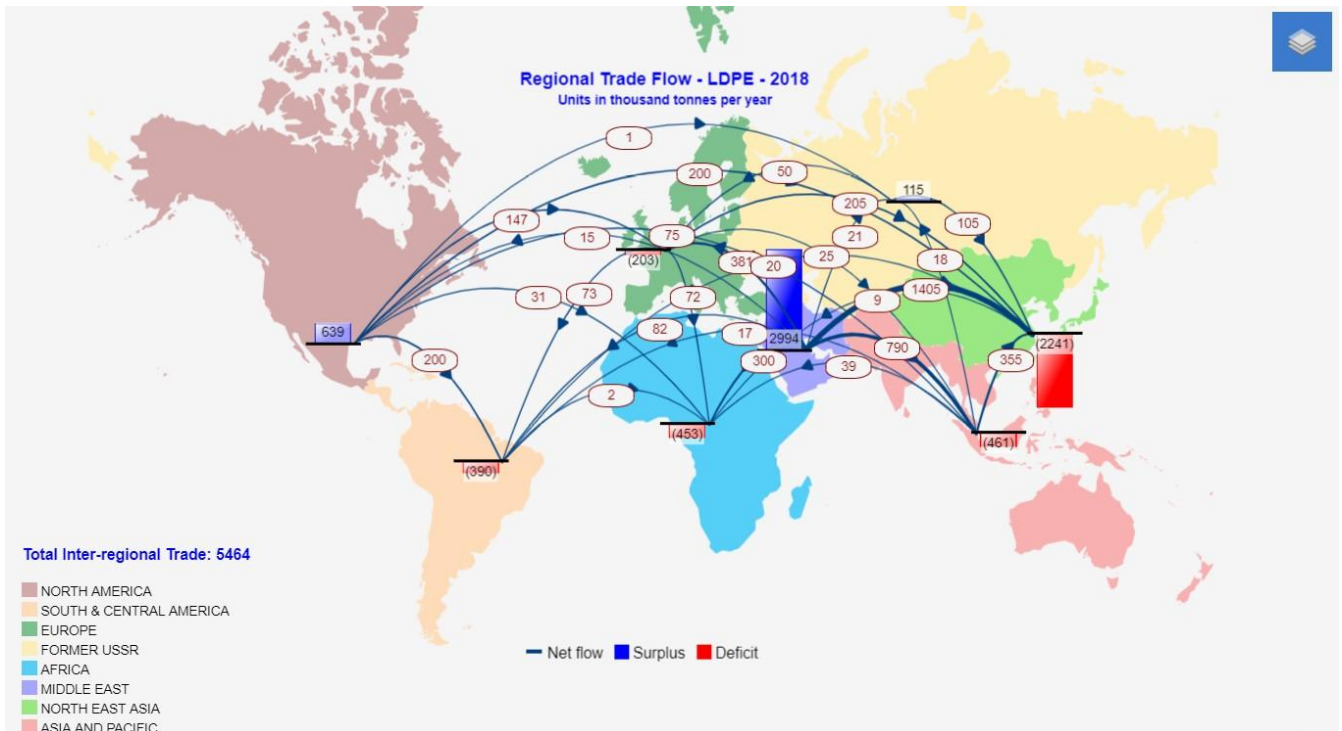 Regional Trade Flow - LDPE - 2018
Units in thousand tonnes per year
1
200
50
115
147
205
105
15
75
21
(203)
381
20
25
18
31
73
72
9
1405
639
82
17
2994
(2241)
200
300
790
39
355
2
(453)
(461)
(390)
Total Inter-regional Trade: 5464
NORTH AMERICA
SOUTH & CENTRAL AMERICA
EUROPE
FORMER USSR
AFRICA
MIDDLE EAST
NORTH EAST ASIA
ASIA AND PACIFIC
Net flow Surplus Deficit